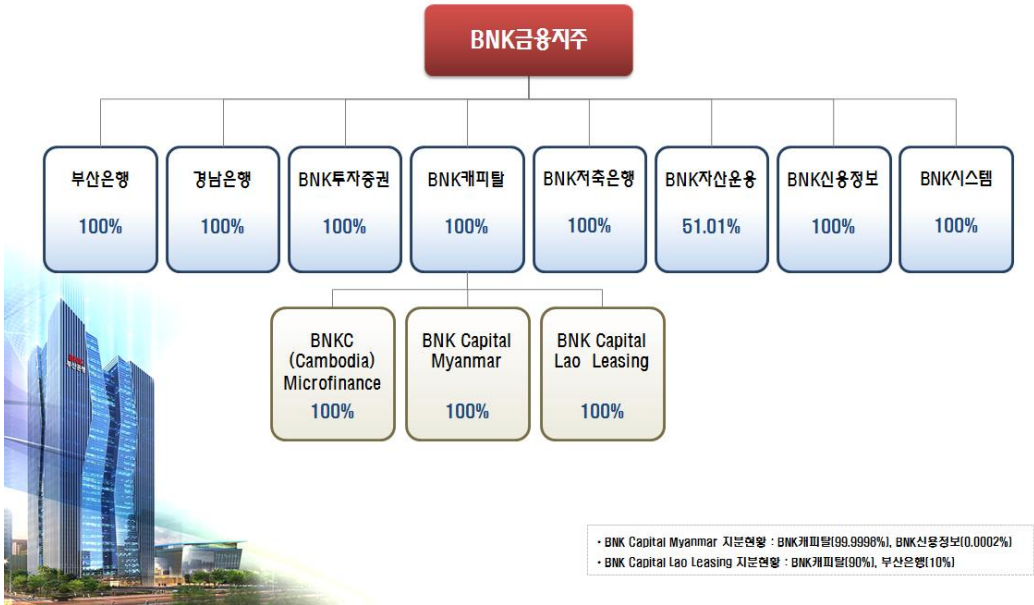 BNK금융지주
부산은행
100%
경남은행
100%
BNK투자증권
100%
BNK캐피탈
100%
BNK저축은행
100%
BNK자산운용
51.01%
BNK신용정보
100%
BNK시스템
100%
BNKC
(Cambodia)
Microfinance
100%
BNK Capital
Myanmar
100%
BNK Capital
Lao Leasing
100%
부산은행
· BNK Capital Myanmar 지분현황 : BNK캐피탈(99.9998%), BNK신용정보(0.0002%)
· BNK Capital Lao Leasing 지분현황 : BNK캐피탈(90%), 부산은행(10%)